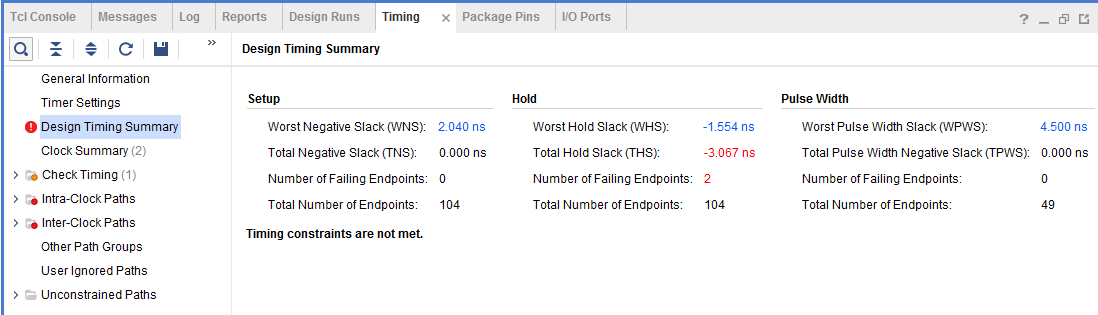 Tcl Console Messages Log Reports Design Runs Timing × Package Pins I/O Ports ?
»
Design Timing Summary
General Information
Timer Settings
Design Timing Summary
Clock Summary (2)
Check Timing (1)
Intra-Clock Paths
Inter-Clock Paths
Other Path Groups
User Ignored Paths
Unconstrained Paths
Setup Hold Pulse Width
Worst Negative Slack (WNS): 2.040 ns Worst Hold Slack (WHS): -1.554 ns Worst Pulse Width Slack (WPWS): 4.500 ns
Total Negative Slack (TNS): 0.000 ns Total Hold Slack (THS): -3.067 ns Total Pulse Width Negative Slack (TPWS): 0.000 ns
Number of Failing Endpoints: 0 Number of Failing Endpoints: 2 Number of Failing Endpoints: 0
Total Number of Endpoints: 104 Total Number of Endpoints: 104 Total Number of Endpoints: 49
Timing constraints are not met.